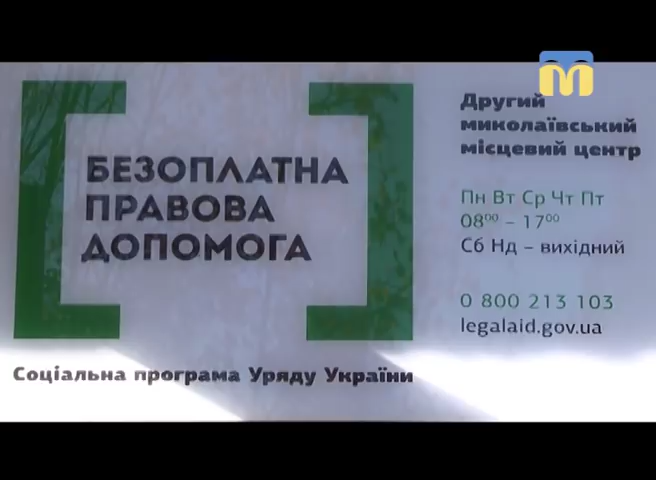 БЕЗОПЛАТНА
ПРАВОВА
ДОПОМОГА
Соціальна програма Уряду України
Другий
миколаївський
місцевий центр
Пн Вт Ср Чт Пт
08⁰⁰ – 17⁰⁰
Сб Нд – вихідний
0 800 213 103
legalaid.gov.ua